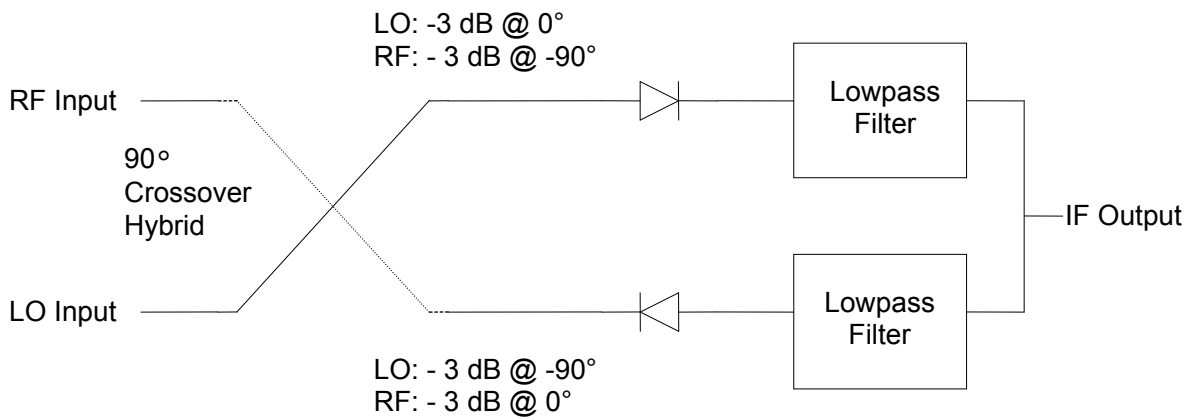 LO: -3 dB @ 0°
RF: - 3 dB @ -90°
RF Input
Lowpass
Filter
90°
Crossover
Hybrid
IF Output
LO Input
Lowpass
Filter
LO: - 3 dB @ -90°
RF: - 3 dB @ 0°